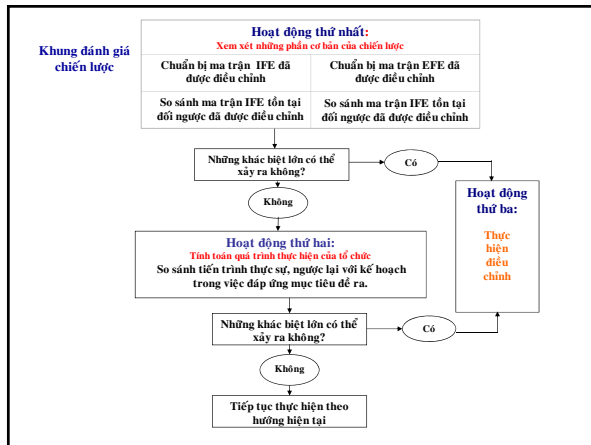 Khung đánh giá
chiến lược
Hoạt động thứ nhất:
Xem xét những phần cơ bản của chiến lược
Chuẩn bị ma trận IFE đã
được điều chỉnh
Chuẩn bị ma trận EFE đã
được điều chỉnh
So sánh ma trận IFE tồn tại
đối ngược đã được điều chỉnh
So sánh ma trận IFE tồn tại
đối ngược đã được điều chỉnh
Những khác biệt lớn có thể
xảy ra không?
Có
Không
Hoạt động
thứ ba:
Thực
hiện
điều
chỉnh
Hoạt động thứ hai:
Tính toán quá trình thực hiện của tổ chức
So sánh tiến trình thực sự, ngược lại với kế hoạch
trong việc đáp ứng mục tiêu đề ra.
Những khác biệt lớn có thể
xảy ra không?
Có
Không
Tiếp tục thực hiện theo
hướng hiện tại